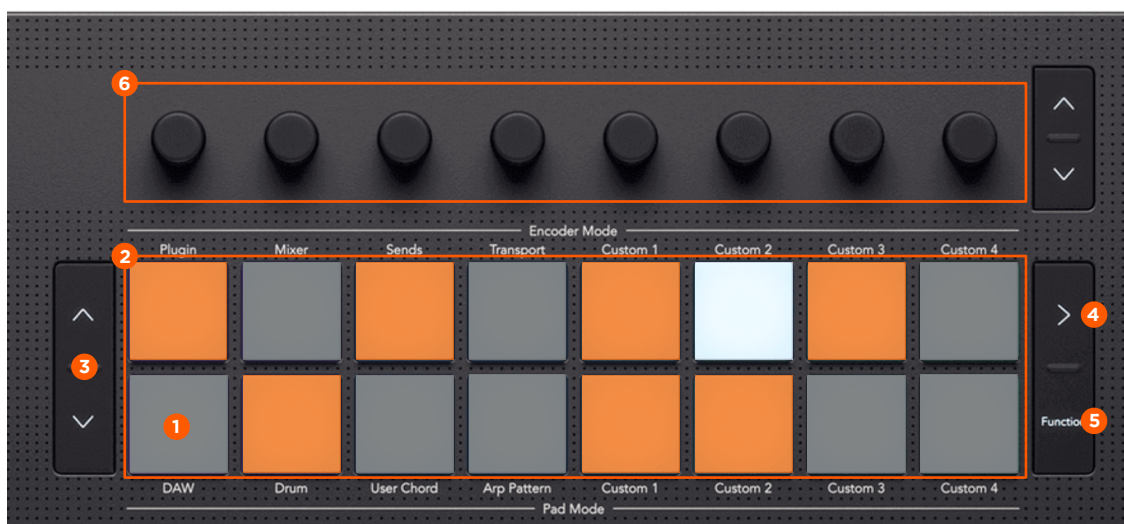 6
Encoder Mode
2
Plugin Mixer Sends Transport Custom 1 Custom 2 Custom 3 Custom 4
4
3
1
5
DAW Drum User Chord Arp Pattern Custom 1 Custom 2 Custom 3 Custom 4
Pad Mode